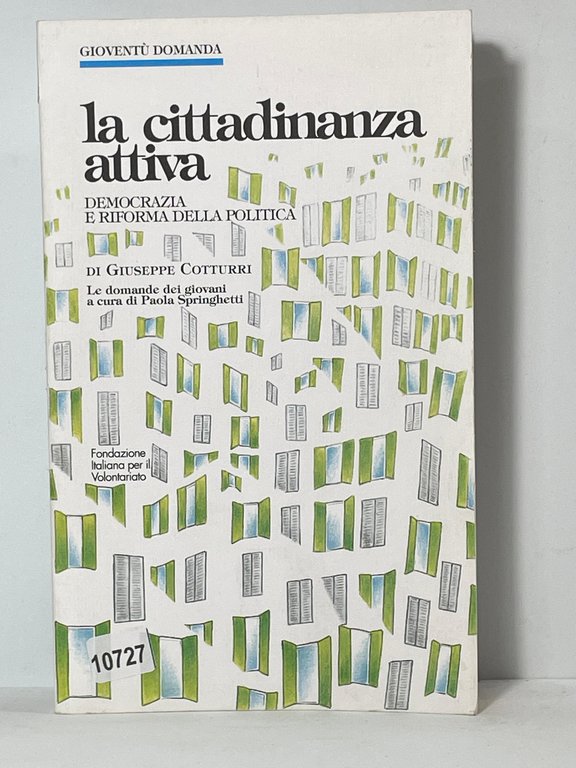 GIOVENTÙ DOMANDA
la cittadinanza
attiva
DEMOCRAZIA
E RIFORMA DELLA POLITICA
DI GIUSEPPE COTTURRI
Le domande dei giovani
a cura di Paola Springhetti
Fondazione
Italiana per il
Volontariato
10727